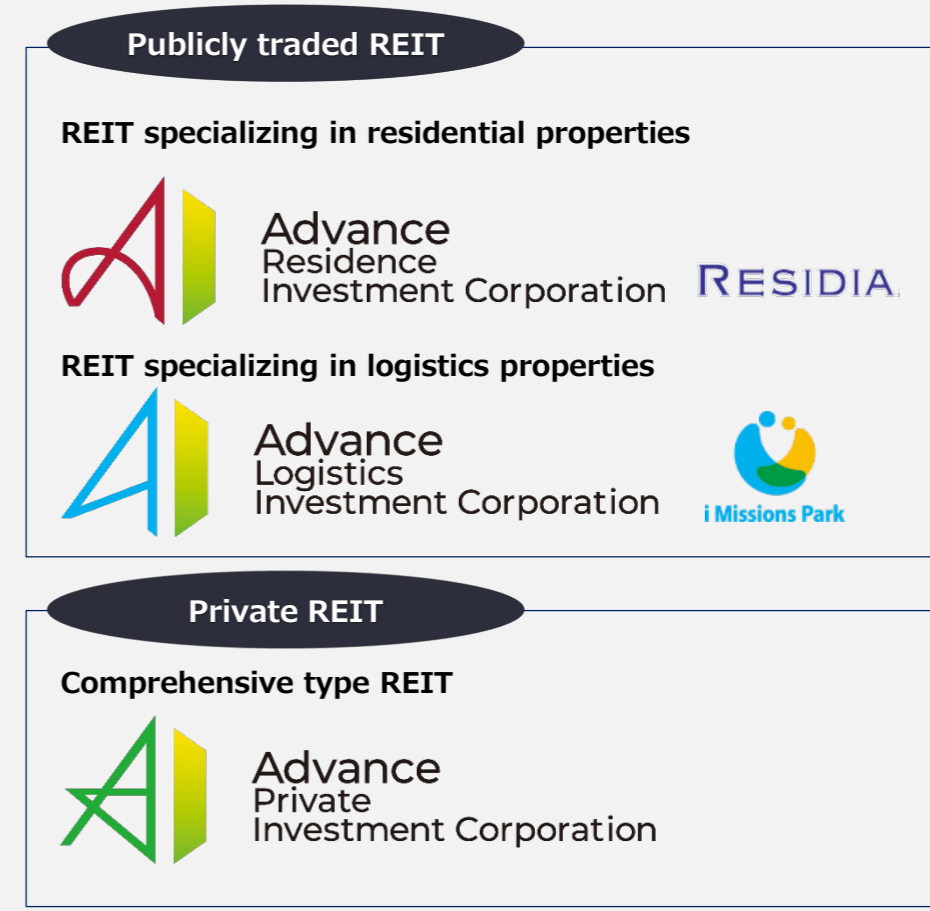 Publicly traded REIT
REIT specializing in residential properties
Advance
Residence
Investment Corporation
RESIDIA
REIT specializing in logistics properties
Advance
Logistics
Investment Corporation
i Missions Park
Private REIT
Comprehensive type REIT
Advance
Private
Investment Corporation